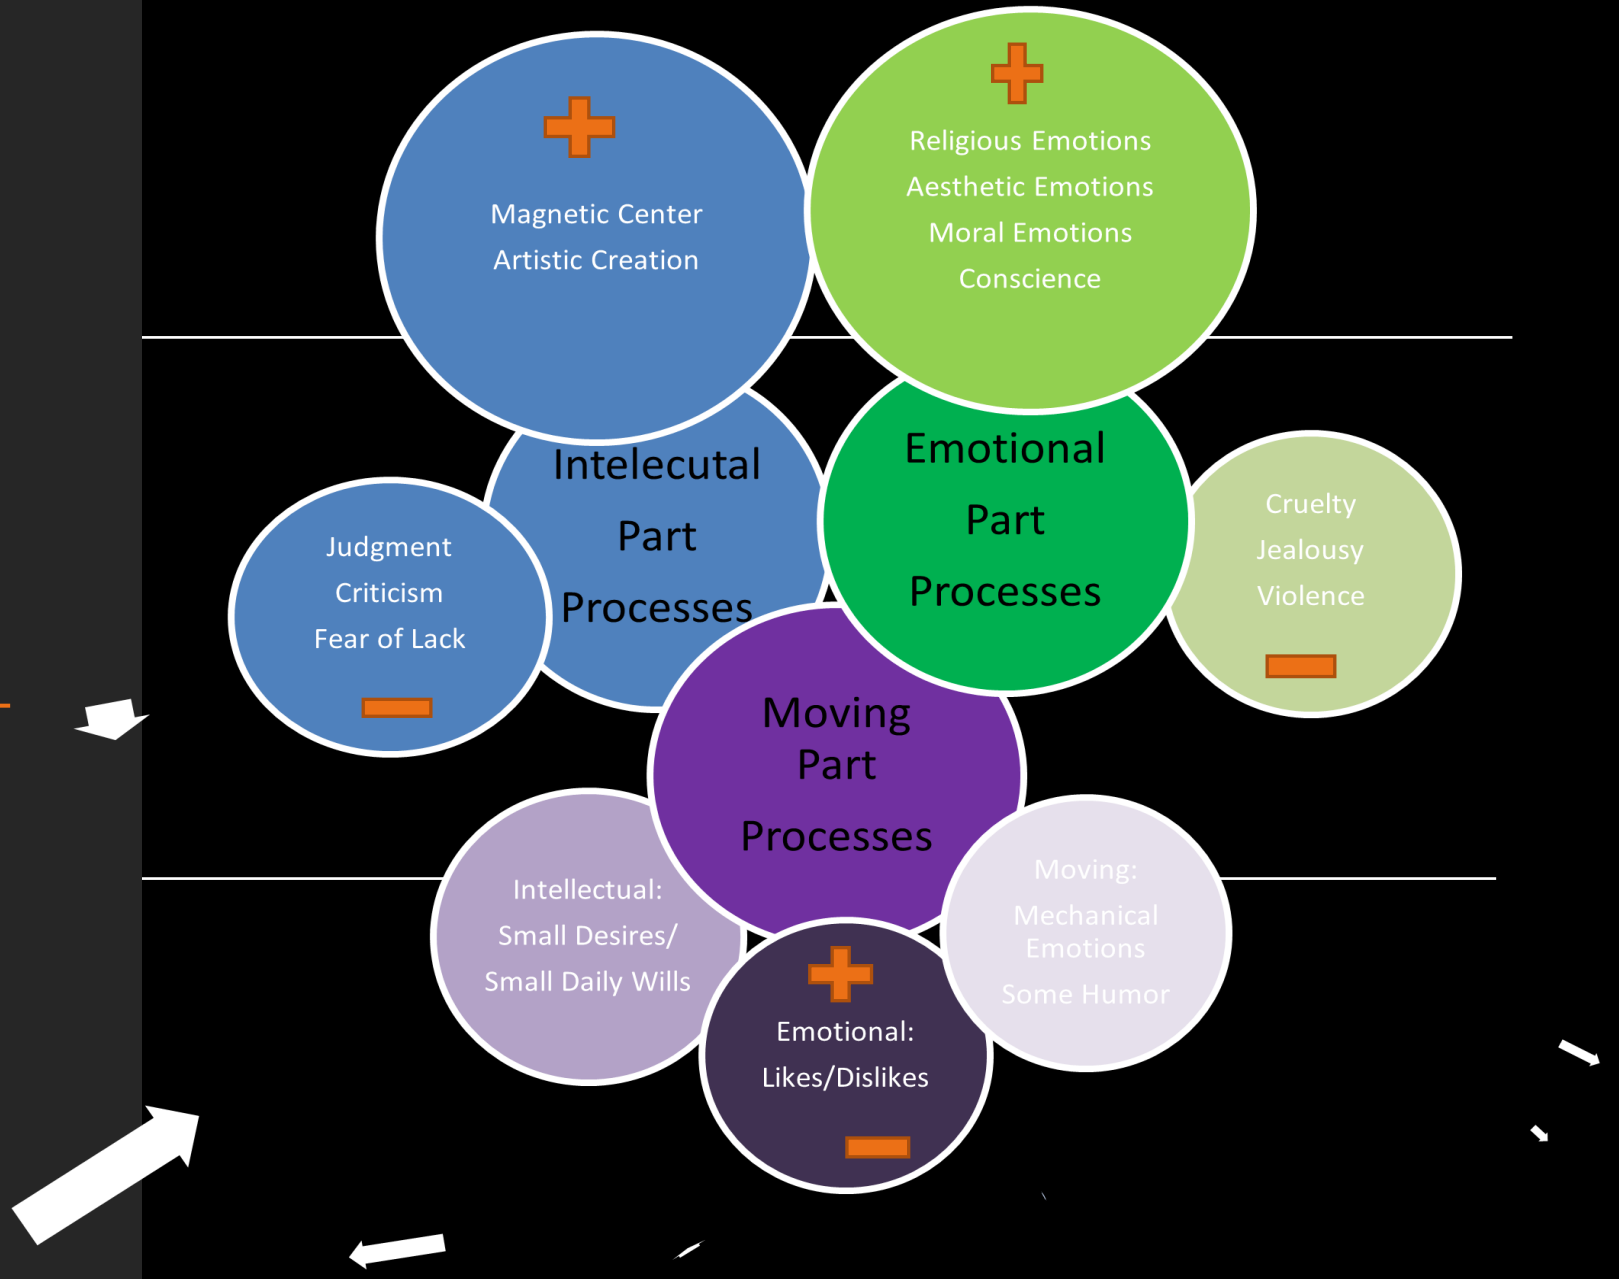 Magnetic Center
Artistic Creation
Religious Emotions
Aesthetic Emotions
Moral Emotions
Conscience
Intelecutal
Part
Processes
Emotional
Part
Processes
Judgment
Criticism
Fear of Lack
Cruelty
Jealousy
Violence
Moving
Part
Processes
Intellectual:
Small Desires/
Small Daily Wills
Emotional:
Likes/Dislikes
Moving:
Mechanical
Emotions
Some Humor